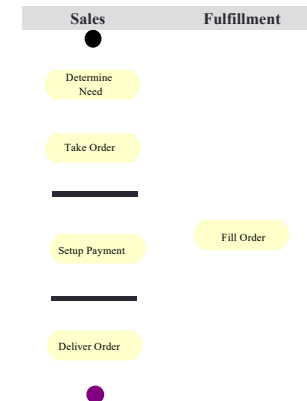 Sales Fulfillment
Determine
Need
Take Order
Fill Order
Setup Payment
Deliver Order